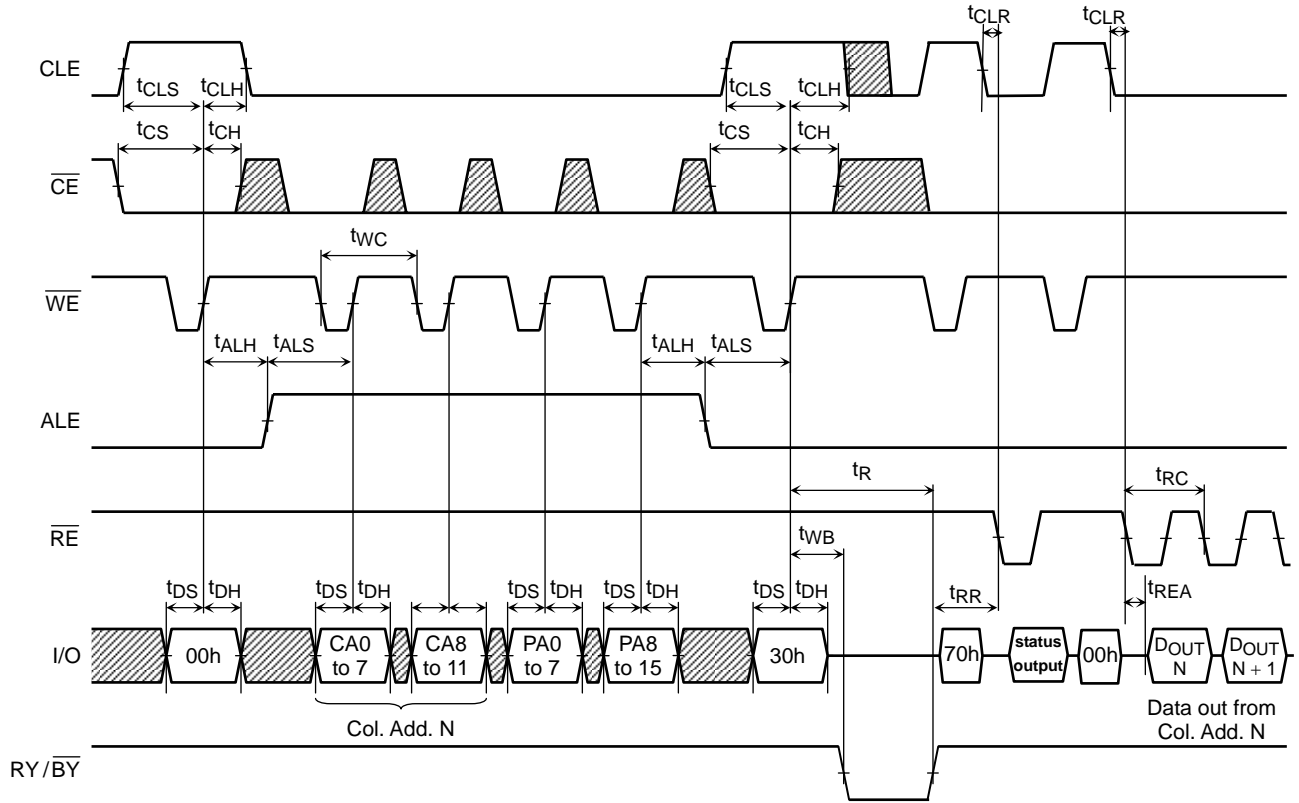 tCLR tCLR
CLE
tCLS tCLH tCLS tCLH
tCS tCH tCS tCH
CE
tWC
WE
tALH tALS tALH tALS
ALE
tR
tRC
RE
tWB
tDS tDH tDS tDH tDS tDH tDS tDH tDS tDH tRR tREA
I/O
00h
CA0 to 7
CA8 to 11
PA0 to 7
PA8 to 15
30h
70h
status output
00h
DOUT N
DOUT N + 1
Col. Add. N
Data out from
Col. Add. N
RY/BY